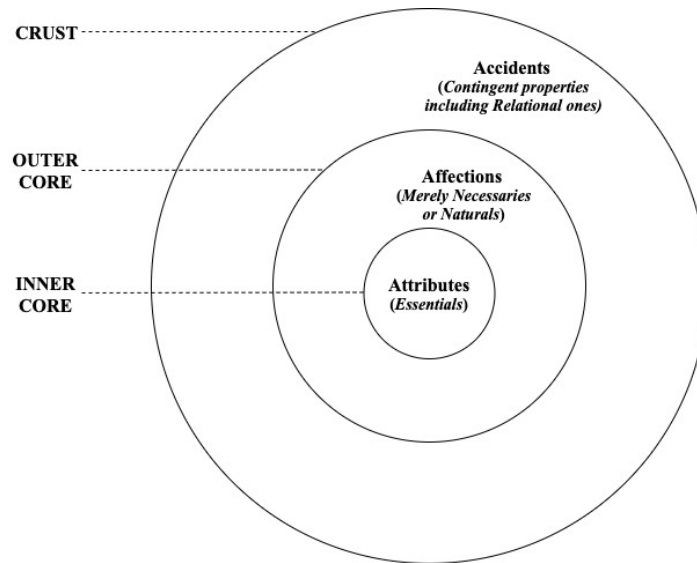 CRUST
Accidents
(Contingent properties
including Relational ones)
OUTER
CORE
Affections
(Merely Necessaries
or Naturals)
INNER
CORE
Attributes
(Essentials)